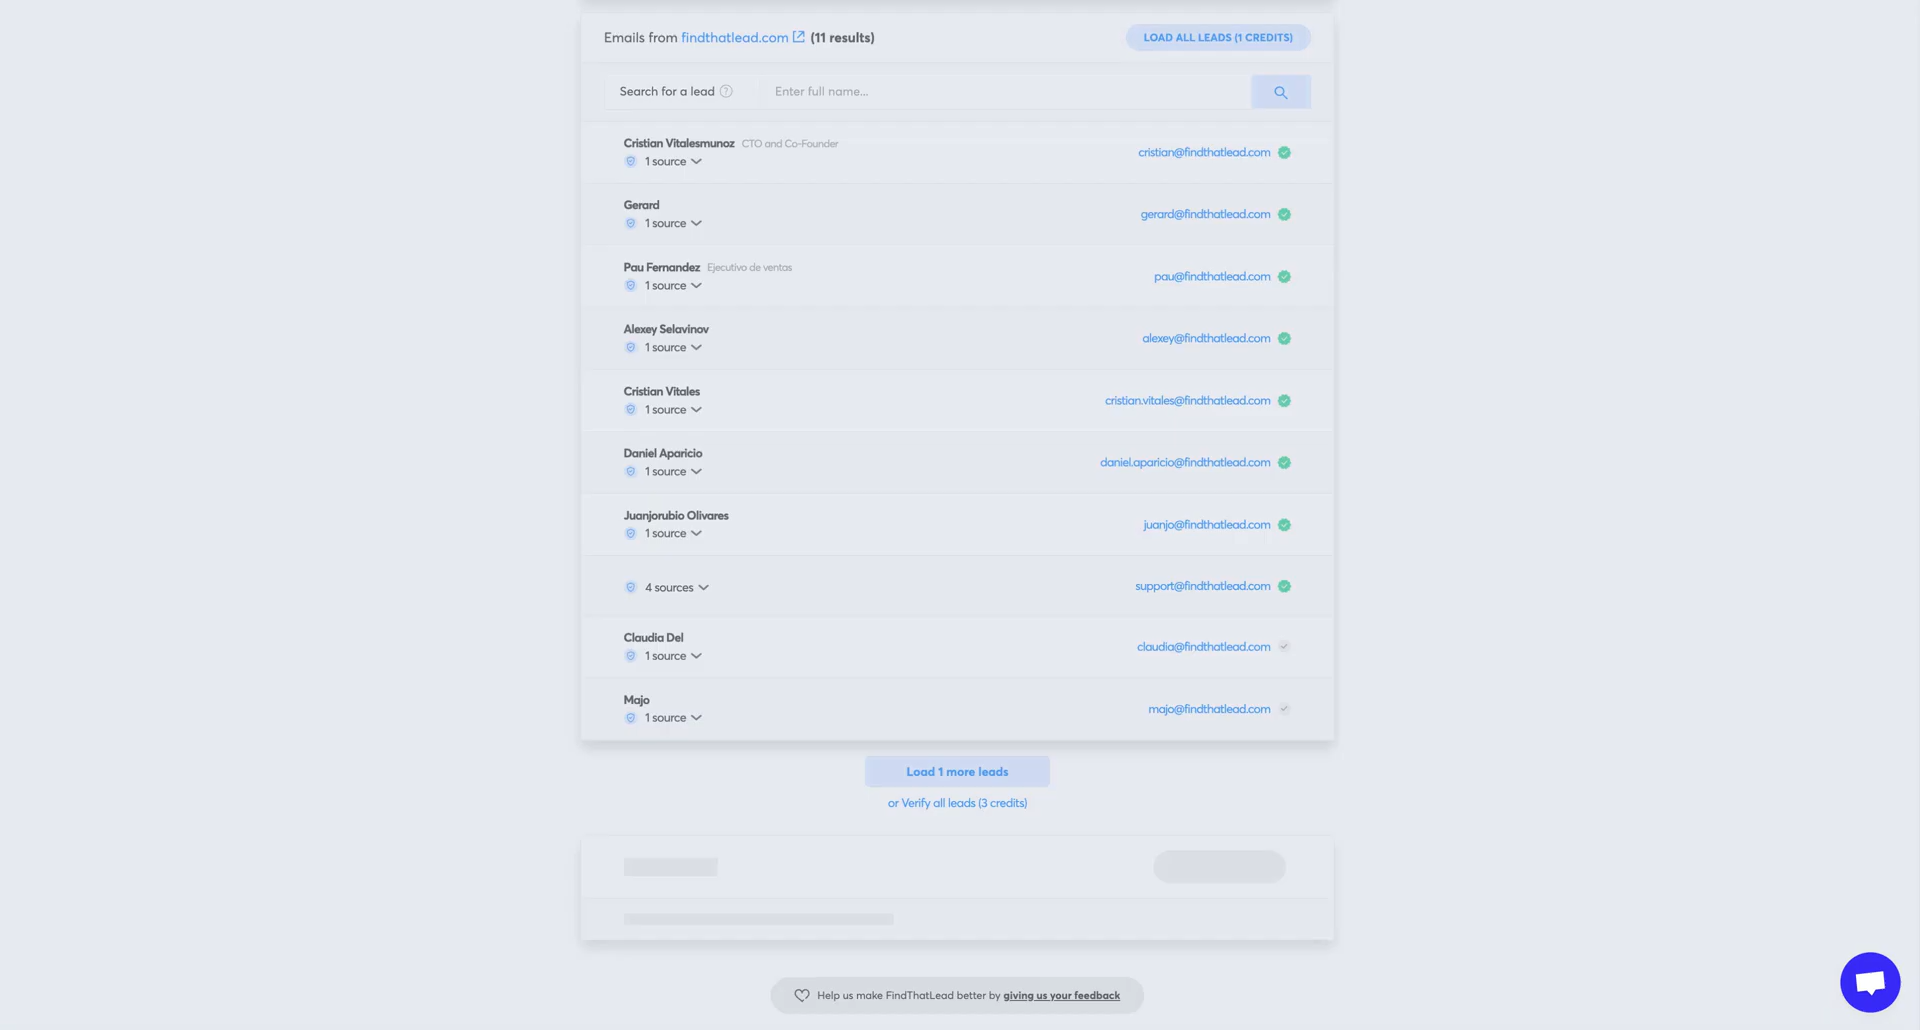 Emails from findthatlead.com (11 results)
LOAD ALL LEADS (1 CREDITS)
Search for a lead ?
Enter full name...
Cristian Vitalesmunoz CTO and Co-Founder
1 source
cristian@findthatlead.com
Gerard
1 source
gerard@findthatlead.com
Pau Fernandez Ejecutivo de ventas
1 source
pau@findthatlead.com
Alexey Selavinov
1 source
alexey@findthatlead.com
Cristian Vitales
1 source
cristian.vitales@findthatlead.com
Daniel Aparicio
1 source
daniel.aparicio@findthatlead.com
Juanjorubio Olivares
1 source
juanjo@findthatlead.com
4 sources
support@findthatlead.com
Claudia Del
1 source
claudia@findthatlead.com
Majo
1 source
majo@findthatlead.com
Load 1 more leads
or Verify all leads (3 credits)
Help us make FindThatLead better by giving us your feedback